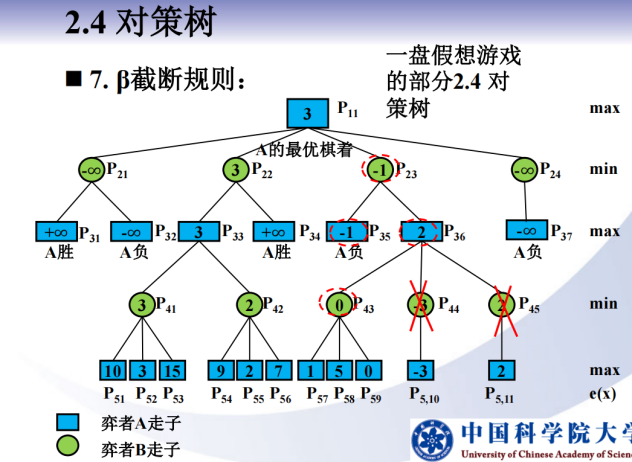 2.4 对策树
一盘假想游戏
的部分2.4 对
策树
■ 7. β截断规则:
3 P11 max
A的最优棋着
-∞ P21 3 P22 -1 P23 -∞ P24 min
+∞ P31 -∞ P32 3 P33 +∞ P34 -1 P35 2 P36 -∞ P37 max
A胜 A负 A胜 A负 A负
3 P41 2 P42 0 P43 -3 P44 2 P45 min
10 3 15 9 2 7 1 5 0 -3 2 max
P51 P52 P53 P54 P55 P56 P57 P58 P59 P5,10 P5,11 e(x)
弈者A走子
弈者B走子
中国科学院大学
University of Chinese Academy of Scien